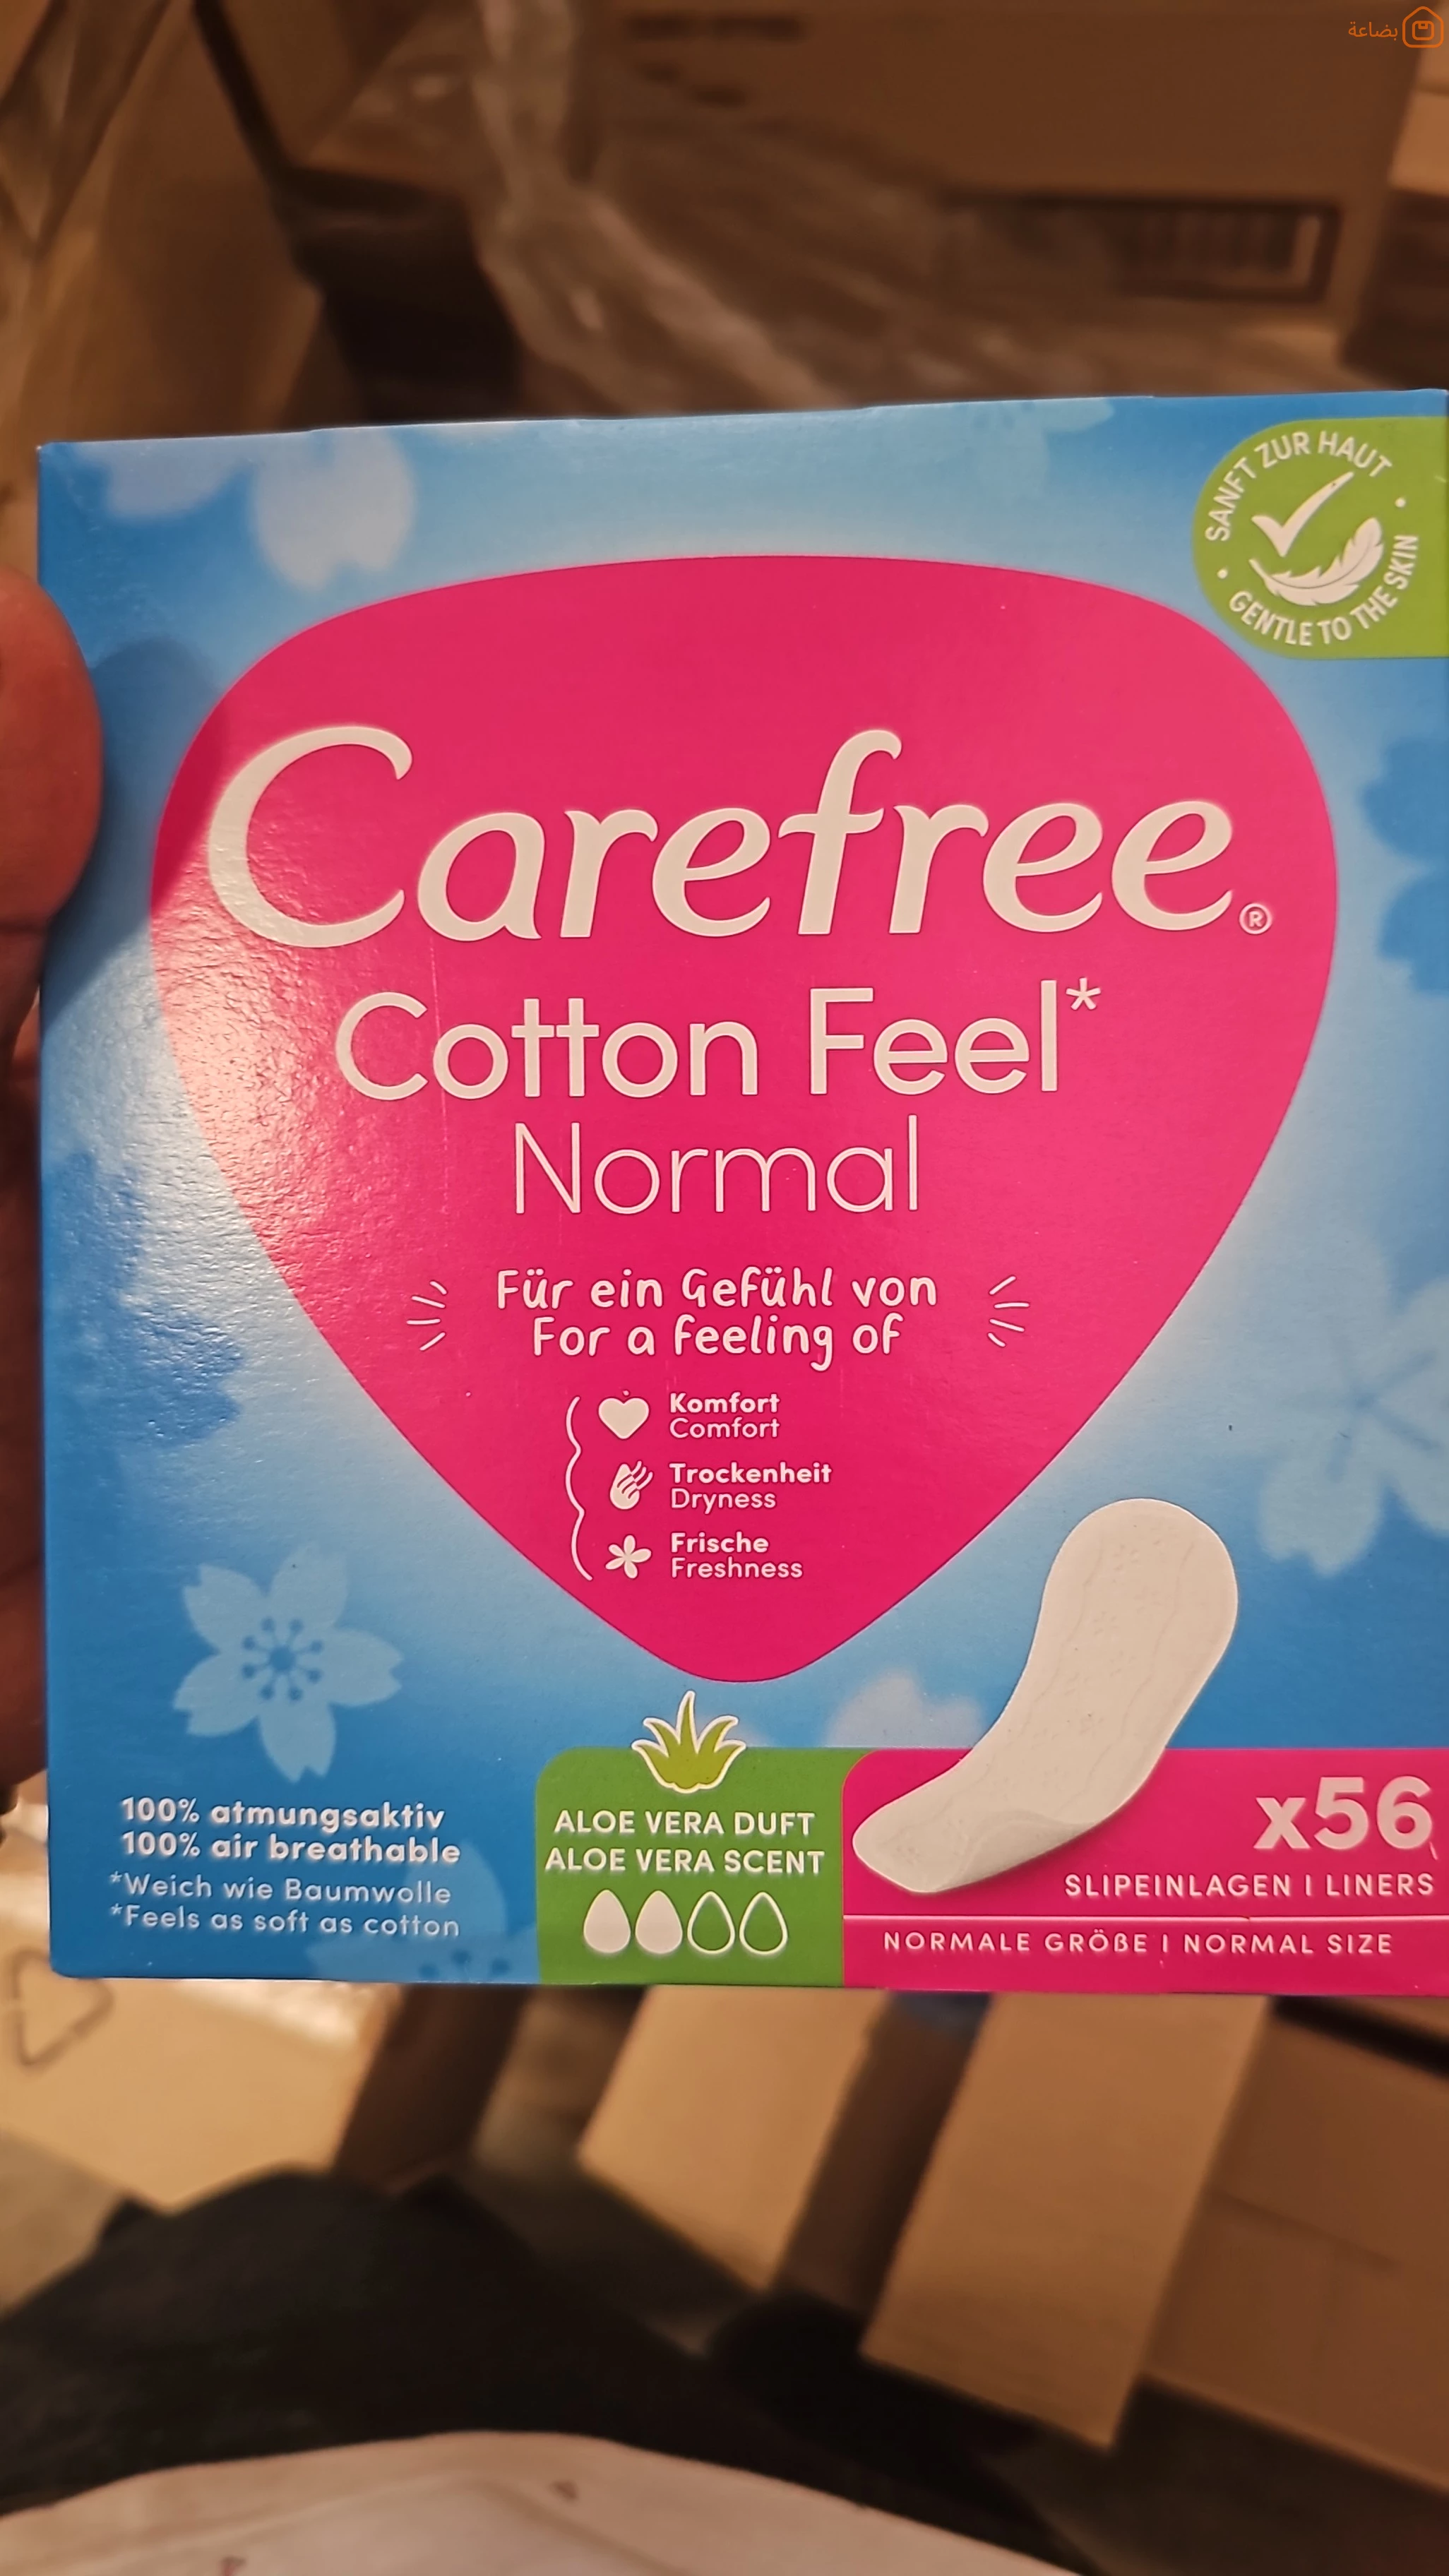 بضاعة
SANFT ZUR HAUT
GENTLE TO THE SKIN
Carefree®
Cotton Feel*
Normal
Für ein Gefühl von
For a feeling of
Komfort
Comfort
Trockenheit
Dryness
Frische
Freshness
100% atmungsaktiv
100% air breathable
*Weich wie Baumwolle
*Feels as soft as cotton
ALOE VERA DUFT
ALOE VERA SCENT
x56
SLIPEINLAGEN | LINERS
NORMALE GRÖßE | NORMAL SIZE